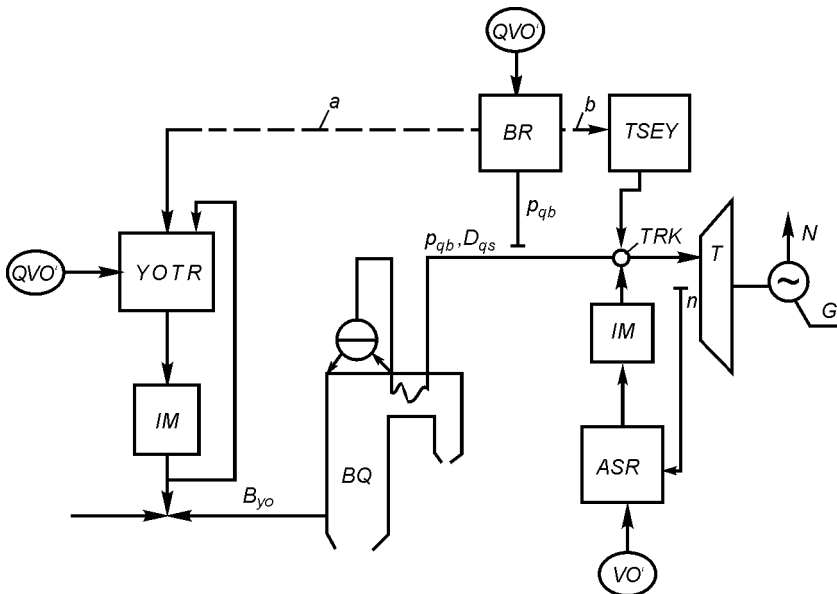 QVO'
a
BR
b
TSEY
p_qb
YOTR
QVO'
p_qb, D_qs
TRK
T
N
n
G
IM
IM
BQ
ASR
B_yo
VO'